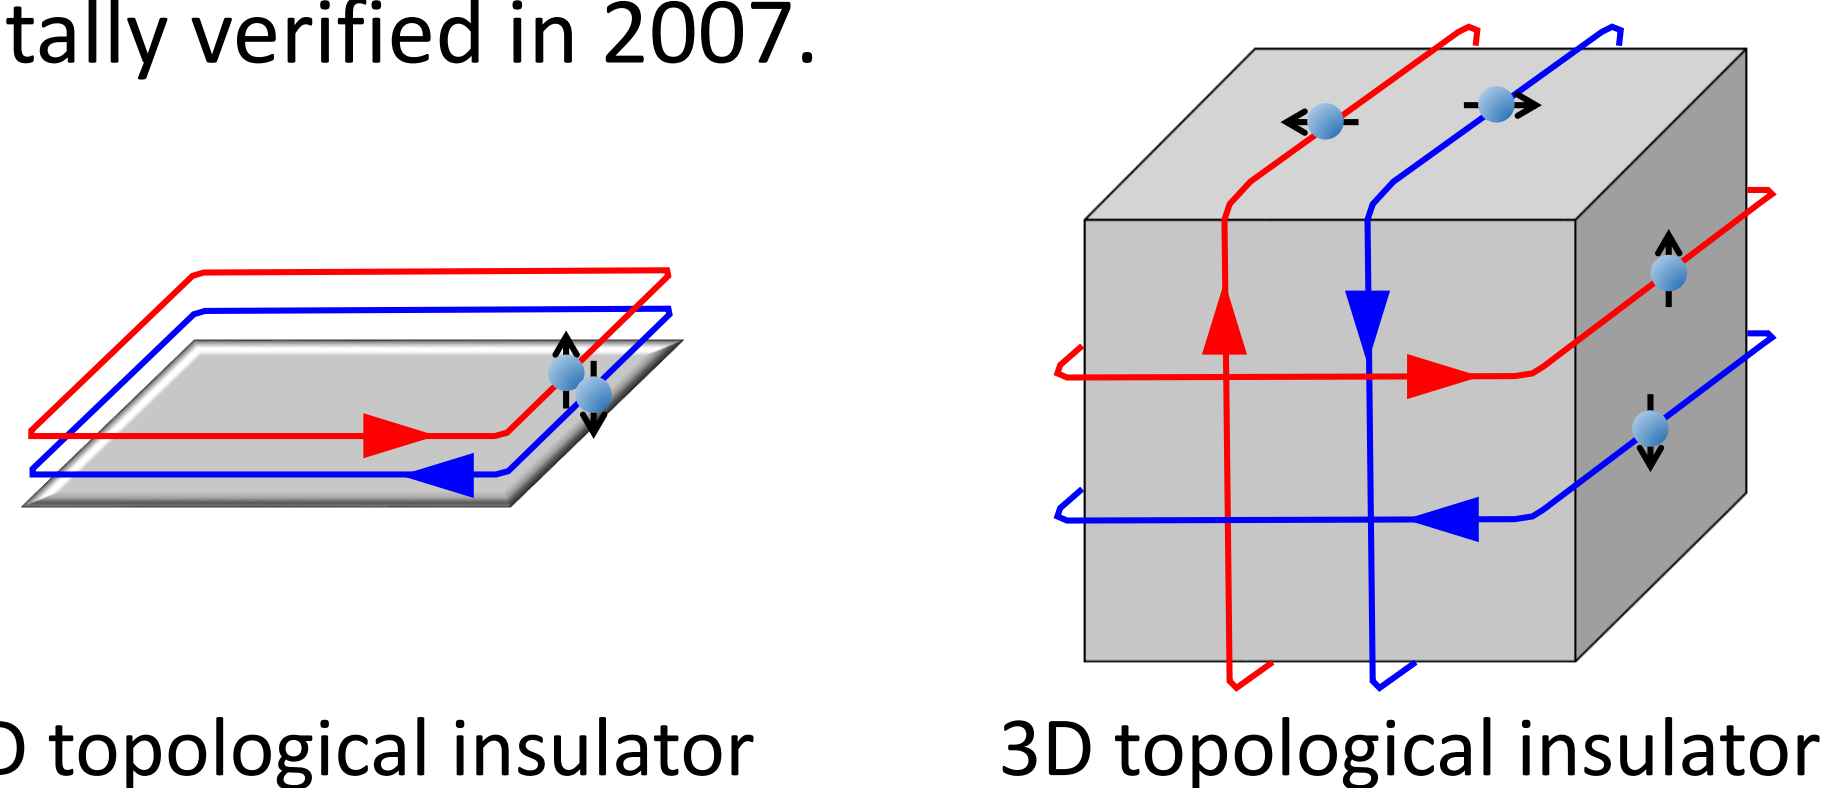 tally verified in 2007.
D topological insulator
3D topological insulator